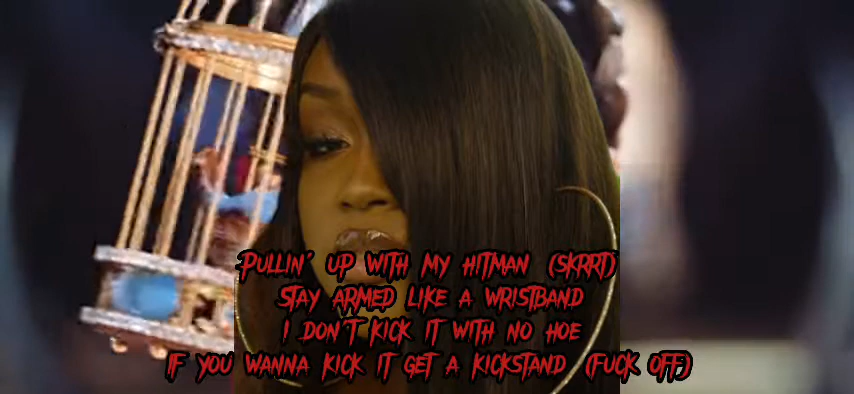 PULLIN' UP WITH MY HITMAN (SKRRT)
STAY ARMED LIKE A WRISTBAND
I DON'T KICK IT WITH NO HOE
IF YOU WANNA KICK IT GET A KICKSTAND (FUCK OFF)